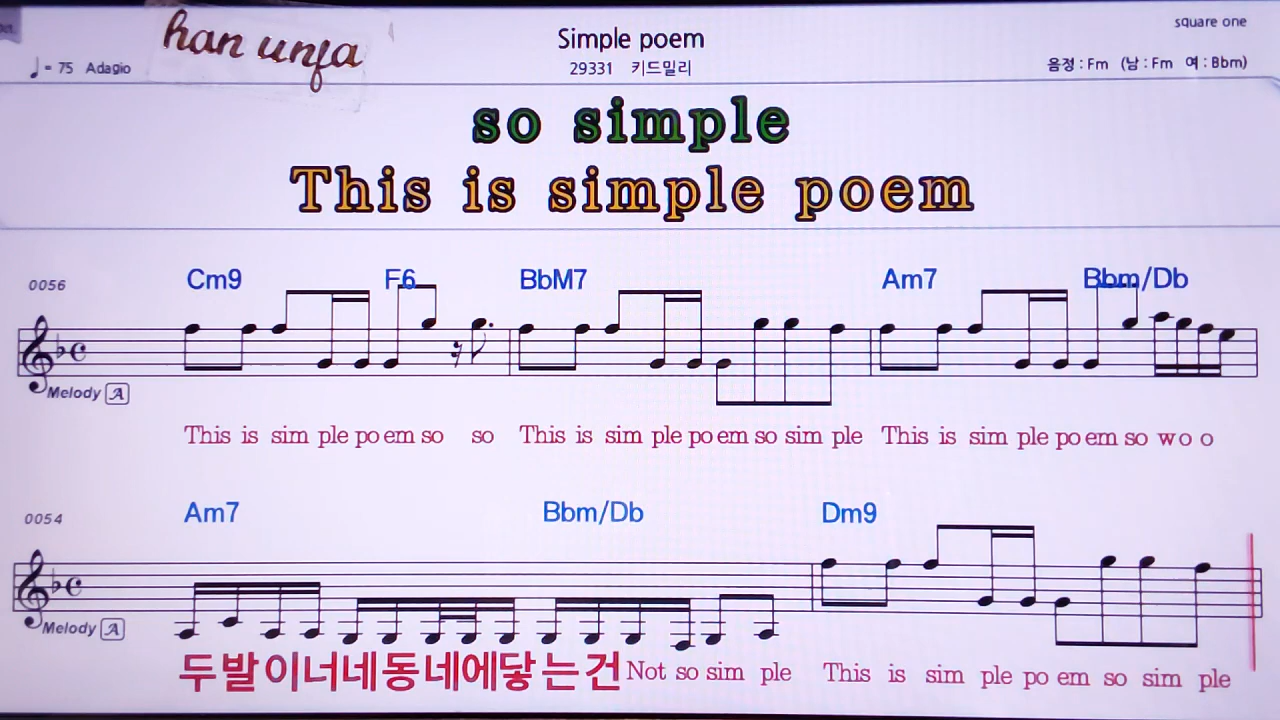 han unfa
Simple poem
square one
♩= 75 Adagio
29331 키드밀리
음정 : Fm (남 : Fm 여 : Bbm)
so simple
This is simple poem
Cm9 F6 BbM7 Am7 Bbm/Db
0056
Melody A
This is sim ple po em so so This is sim ple po em so sim ple This is sim ple po em so w o o
Am7 Bbm/Db Dm9
0054
Melody A
두 발 이 너 네 동 네 에 닿 는 건 Not so sim ple This is sim ple po em so sim ple